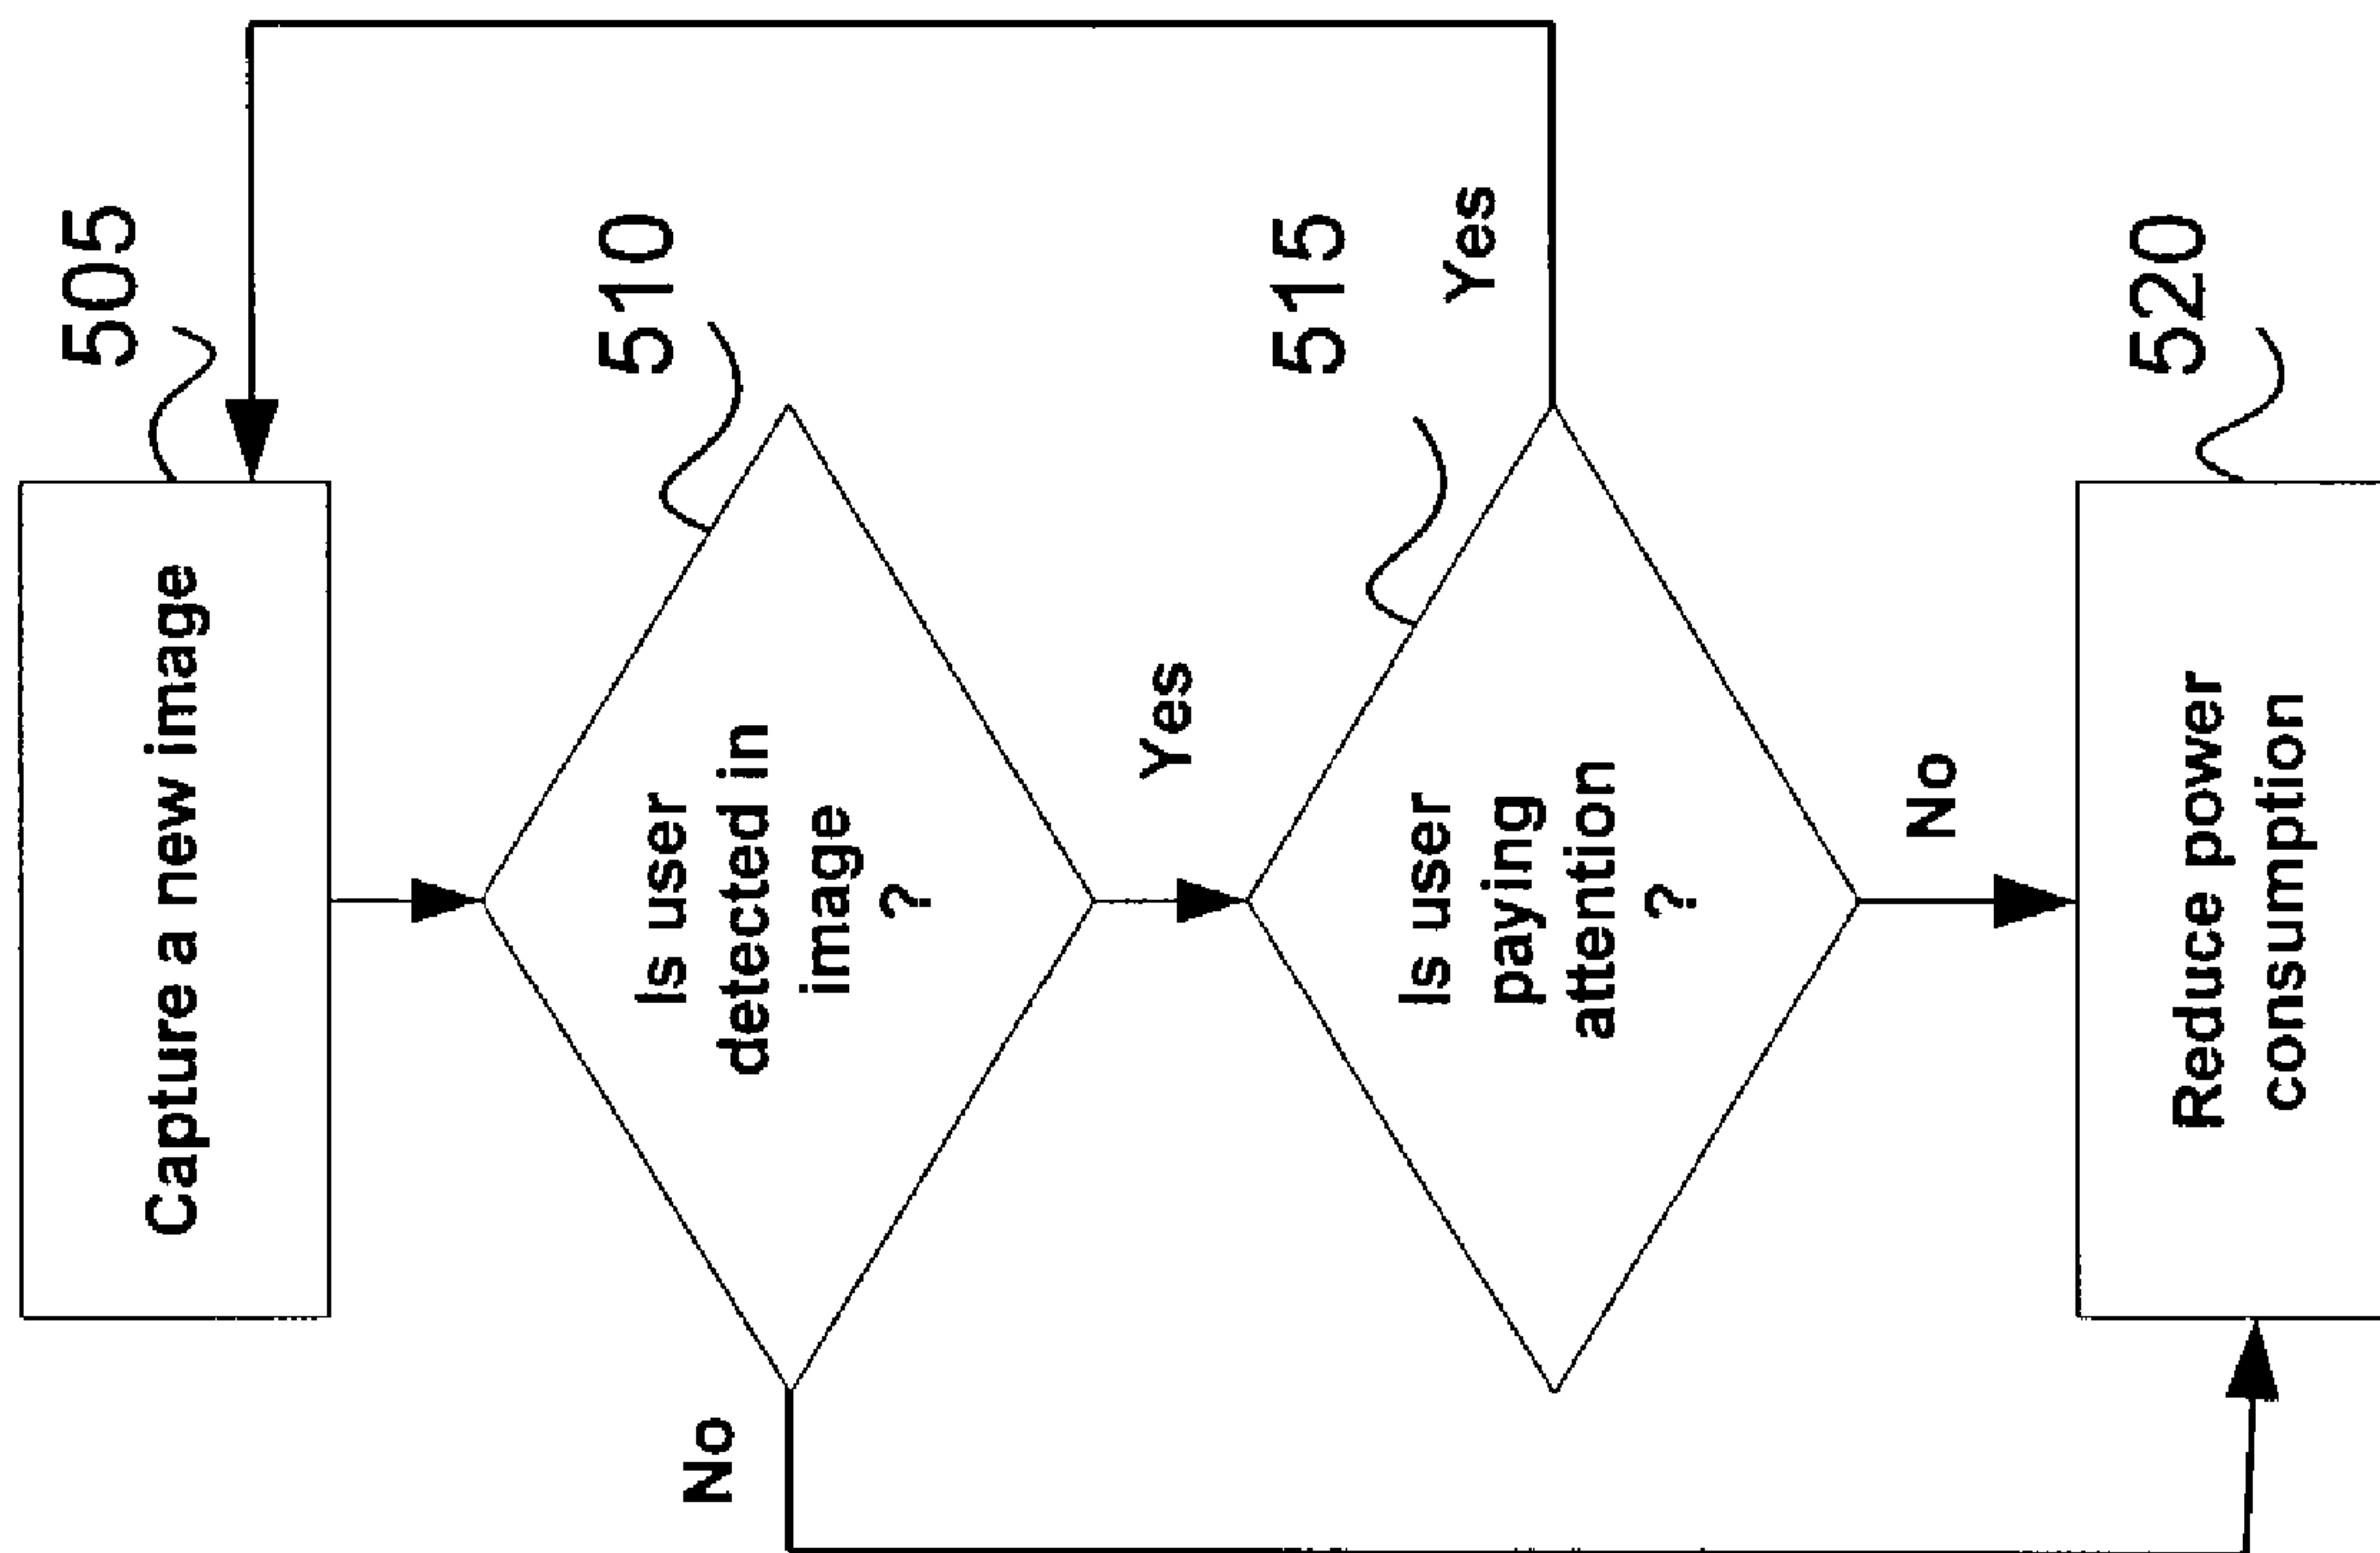 505
Capture a new image
510
Is user
detected in
image
?
No
Yes
515
Is user
paying
attention
?
Yes
No
520
Reduce power
consumption